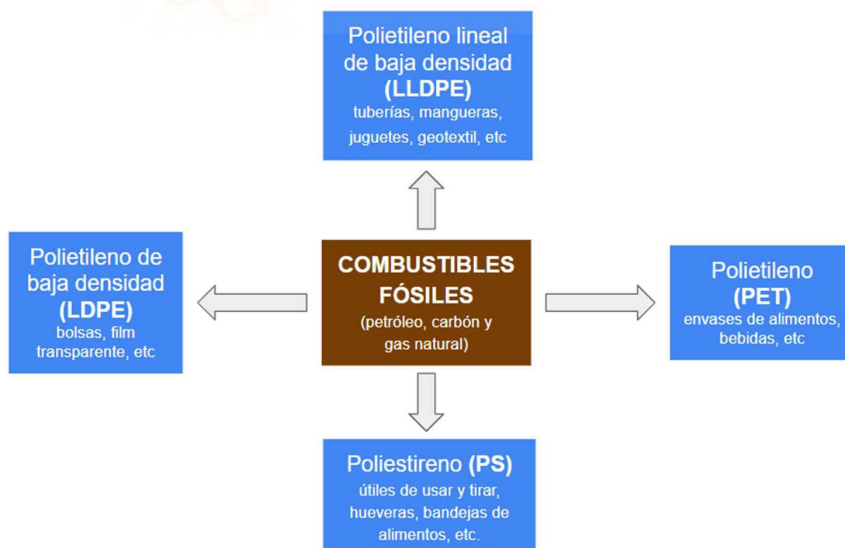 Polietileno lineal
de baja densidad
(LLDPE)
tuberías, mangueras,
juguetes, geotextil, etc
Polietileno de
baja densidad
(LDPE)
bolsas, film
transparente, etc
COMBUSTIBLES
FÓSILES
(petróleo, carbón y
gas natural)
Polietileno
(PET)
envases de alimentos,
bebidas, etc
Poliestireno (PS)
útiles de usar y tirar,
hueveras, bandejas de
alimentos, etc.